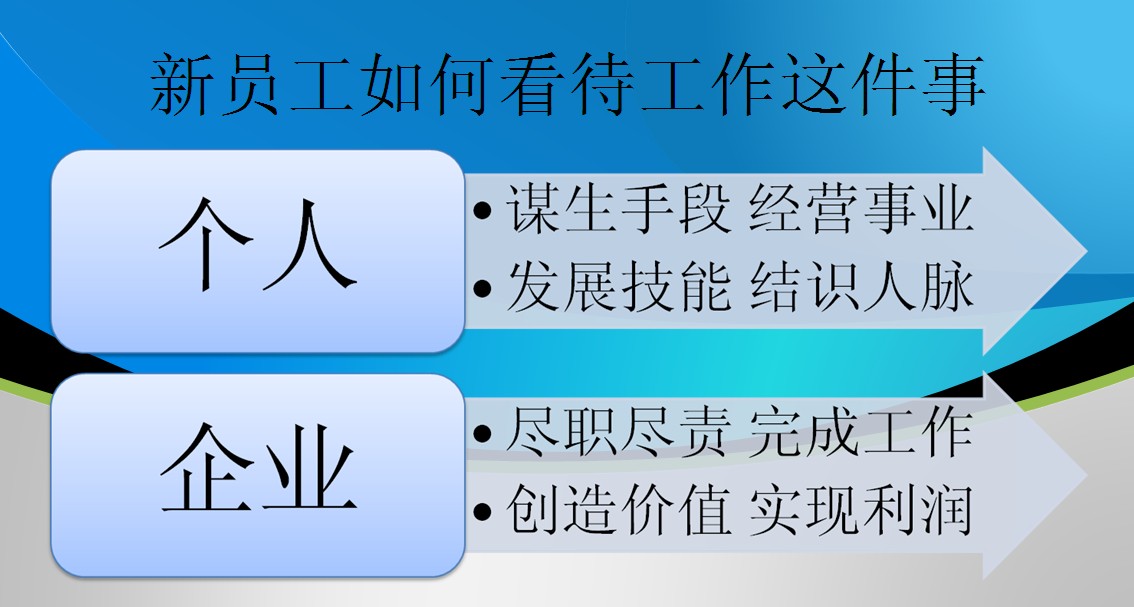 新员工如何看待工作这件事
个人
• 谋生手段 经营事业
• 发展技能 结识人脉
企业
• 尽职尽责 完成工作
• 创造价值 实现利润